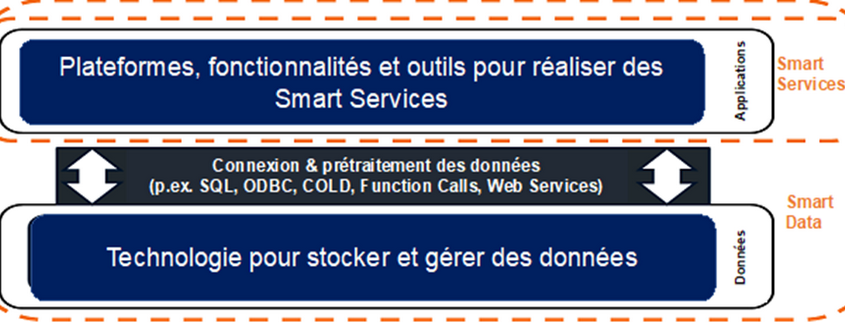 Plateformes, fonctionnalités et outils pour réaliser des
Smart Services
Applications
Smart
Services
Connexion & prétraitement des données
(p.ex. SQL, ODBC, COLD, Function Calls, Web Services)
Smart
Data
Technologie pour stocker et gérer des données
Données